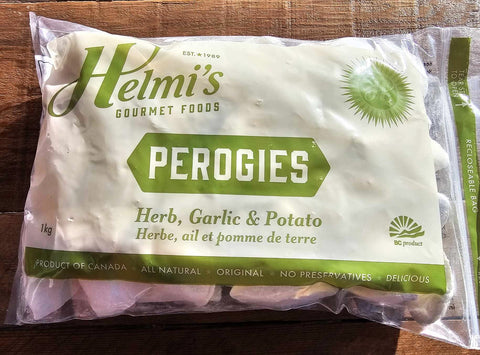 EST. ★ 1989
Helmi's
GOURMET FOODS
PEROGIES
Herb, Garlic & Potato
Herbe, ail et pomme de terre
1kg
BC product
PRODUCT OF CANADA • ALL NATURAL • ORIGINAL • NO PRESERVATIVES • DELICIOUS
RECLOSEABLE BAG